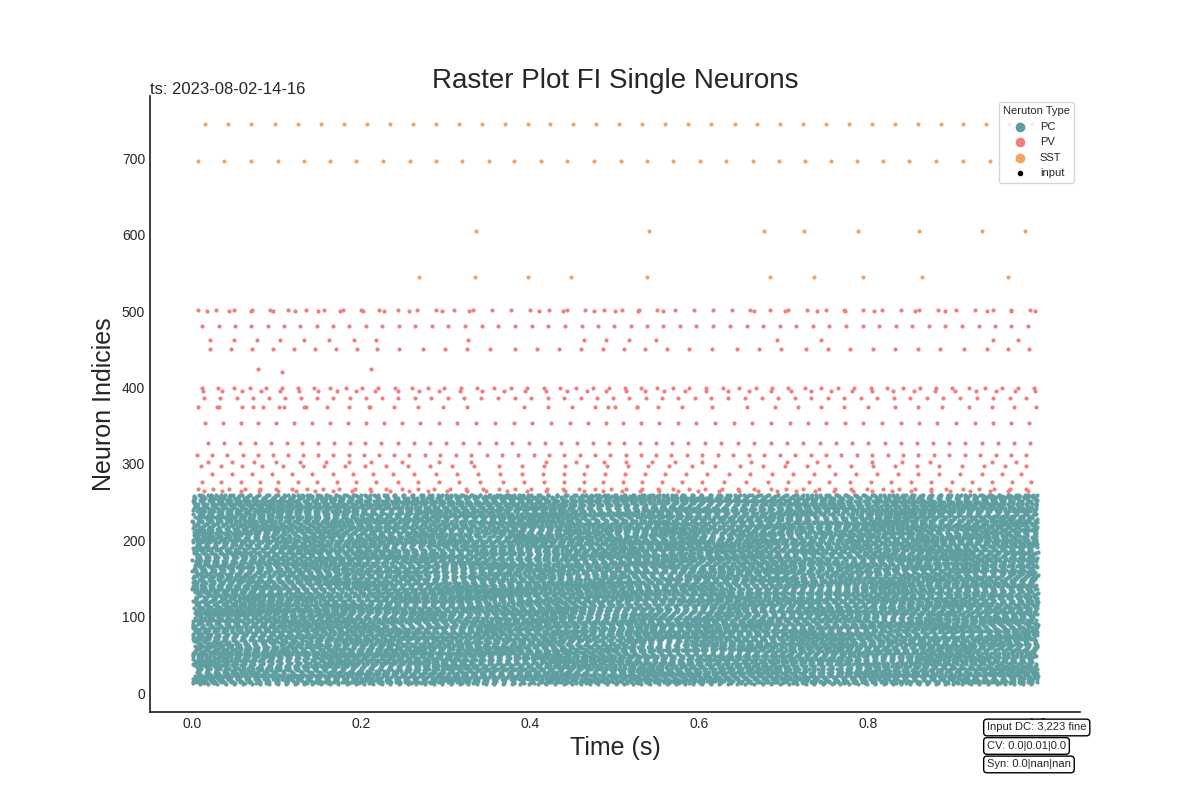 Raster Plot FI Single Neurons
ts: 2023-08-02-14-16
Neruton Type
PC
PV
SST
input
Neuron Indicies
700
600
500
400
300
200
100
0
0.0 0.2 0.4 0.6 0.8
Time (s)
Input DC: 3,223 fine
CV: 0.0|0.01|0.0
Syn: 0.0|nan|nan